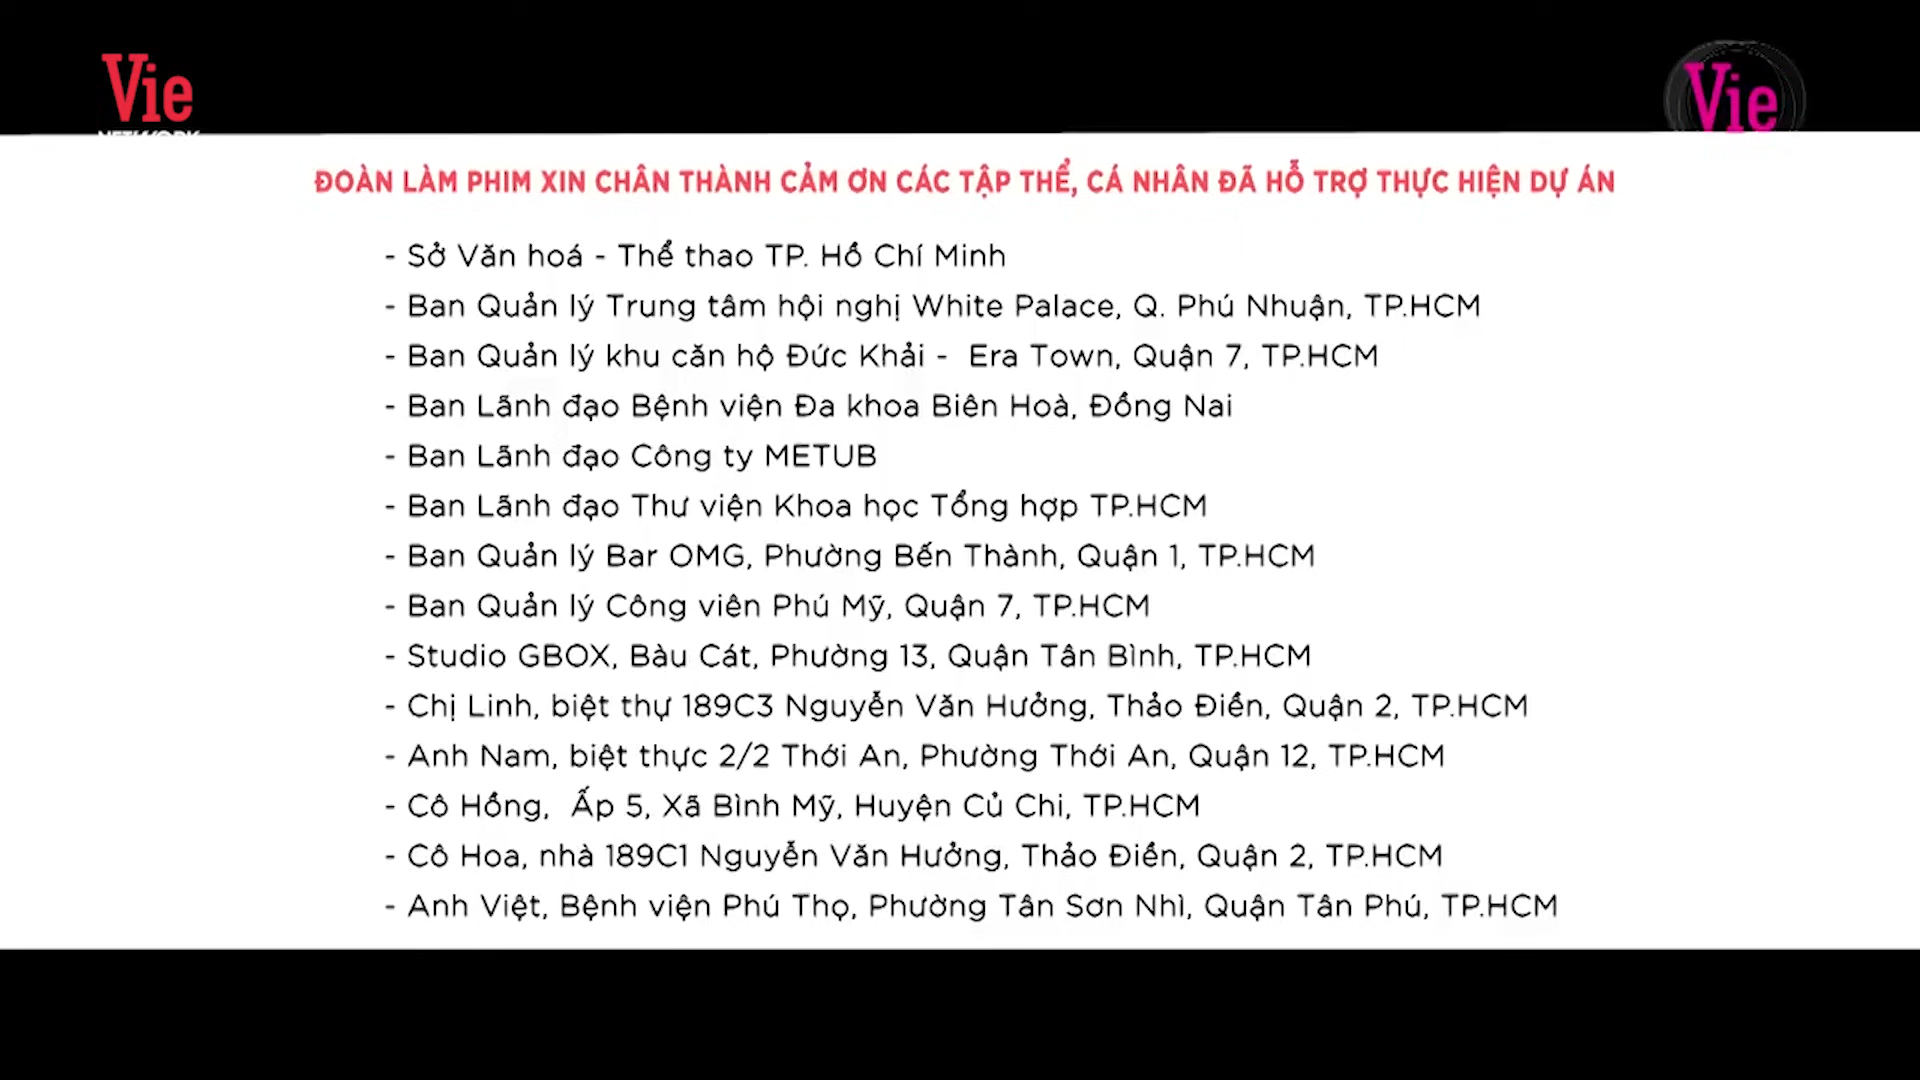 Vie
NETWORK
Vie
ĐOÀN LÀM PHIM XIN CHÂN THÀNH CẢM ƠN CÁC TẬP THỂ, CÁ NHÂN ĐÃ HỖ TRỢ THỰC HIỆN DỰ ÁN
- Sở Văn hoá - Thể thao TP. Hồ Chí Minh
- Ban Quản lý Trung tâm hội nghị White Palace, Q. Phú Nhuận, TP.HCM
- Ban Quản lý khu căn hộ Đức Khải - Era Town, Quận 7, TP.HCM
- Ban Lãnh đạo Bệnh viện Đa khoa Biên Hoà, Đồng Nai
- Ban Lãnh đạo Công ty METUB
- Ban Lãnh đạo Thư viện Khoa học Tổng hợp TP.HCM
- Ban Quản lý Bar OMG, Phường Bến Thành, Quận 1, TP.HCM
- Ban Quản lý Công viên Phú Mỹ, Quận 7, TP.HCM
- Studio GBOX, Bàu Cát, Phường 13, Quận Tân Bình, TP.HCM
- Chị Linh, biệt thự 189C3 Nguyễn Văn Hưởng, Thảo Điền, Quận 2, TP.HCM
- Anh Nam, biệt thực 2/2 Thới An, Phường Thới An, Quận 12, TP.HCM
- Cô Hồng, Ấp 5, Xã Bình Mỹ, Huyện Củ Chi, TP.HCM
- Cô Hoa, nhà 189C1 Nguyễn Văn Hưởng, Thảo Điền, Quận 2, TP.HCM
- Anh Việt, Bệnh viện Phú Thọ, Phường Tân Sơn Nhì, Quận Tân Phú, TP.HCM